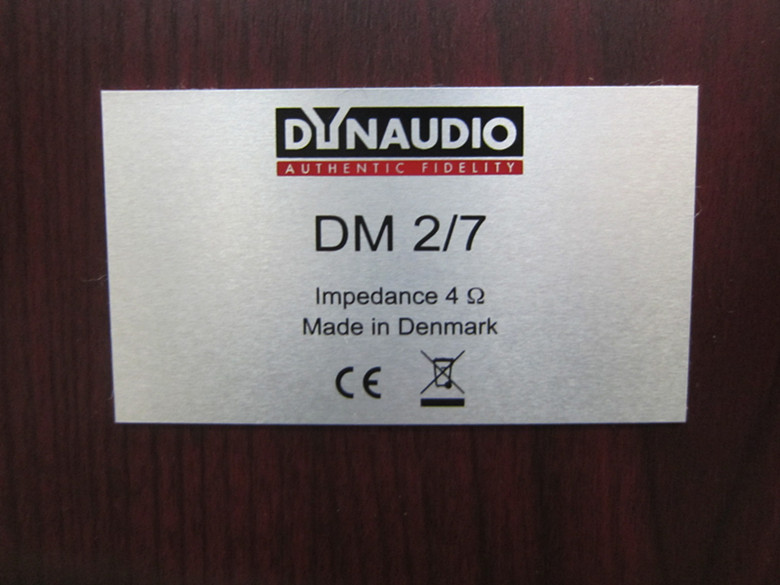 DYNAUDIO
AUTHENTIC FIDELITY
DM 2/7
Impedance 4 Ω
Made in Denmark
CE